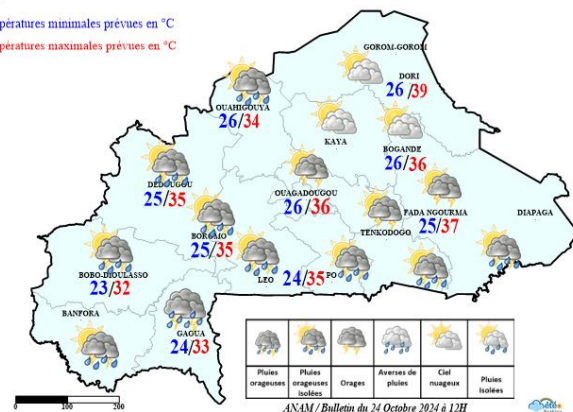 pératures minimales prévues en °C
pératures maximales prévues en °C
GOROM-GOROM
DORI
26/39
OUAHIGOUYA
26/34
KAYA
BOGANDE
26/36
DEDOUGOU
25/35
OUAGADOUGOU
26/36
FADA NGOURMA
25/37
DIAPAGA
TENKODOGO
BOROMO
25/35
BOBO-DIOULASSO
23/32
LEO
24/35
PO
BANFORA
GAOUA
24/33
Pluies orageuses
Pluies orageuses isolées
Orages
Averses de pluies
Ciel nuageux
Pluies isolées
0 100 200
ANAM / Bulletin du 24 Octobre 2024 à 12H